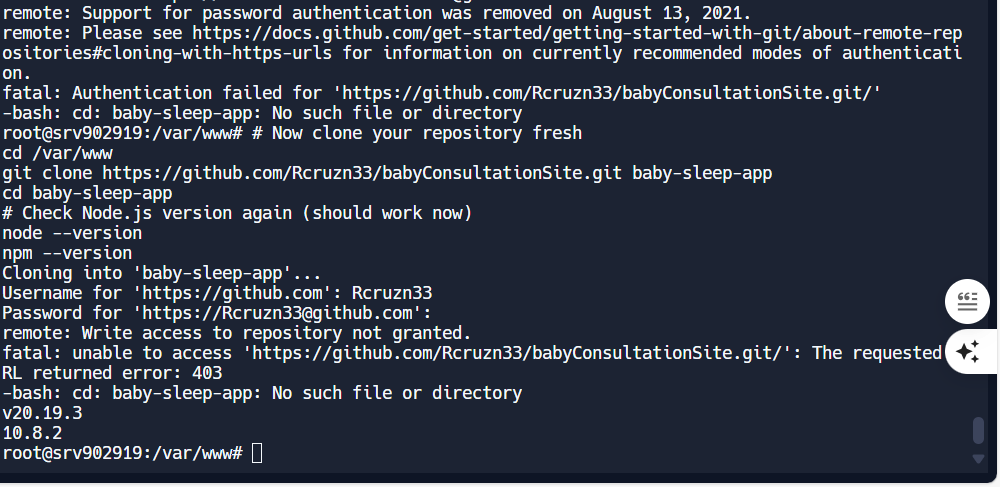 remote: Support for password authentication was removed on August 13, 2021.
remote: Please see https://docs.github.com/get-started/getting-started-with-git/about-remote-rep
ositories#cloning-with-https-urls for information on currently recommended modes of authenticati
on.
fatal: Authentication failed for 'https://github.com/Rcruzn33/babyConsultationSite.git/'
-bash: cd: baby-sleep-app: No such file or directory
root@srv902919:/var/www# # Now clone your repository fresh
cd /var/www
git clone https://github.com/Rcruzn33/babyConsultationSite.git baby-sleep-app
cd baby-sleep-app
# Check Node.js version again (should work now)
node --version
npm --version
Cloning into 'baby-sleep-app'...
Username for 'https://github.com': Rcruzn33
Password for 'https://Rcruzn33@github.com':
remote: Write access to repository not granted.
fatal: unable to access 'https://github.com/Rcruzn33/babyConsultationSite.git/': The requested
RL returned error: 403
-bash: cd: baby-sleep-app: No such file or directory
v20.19.3
10.8.2
root@srv902919:/var/www#